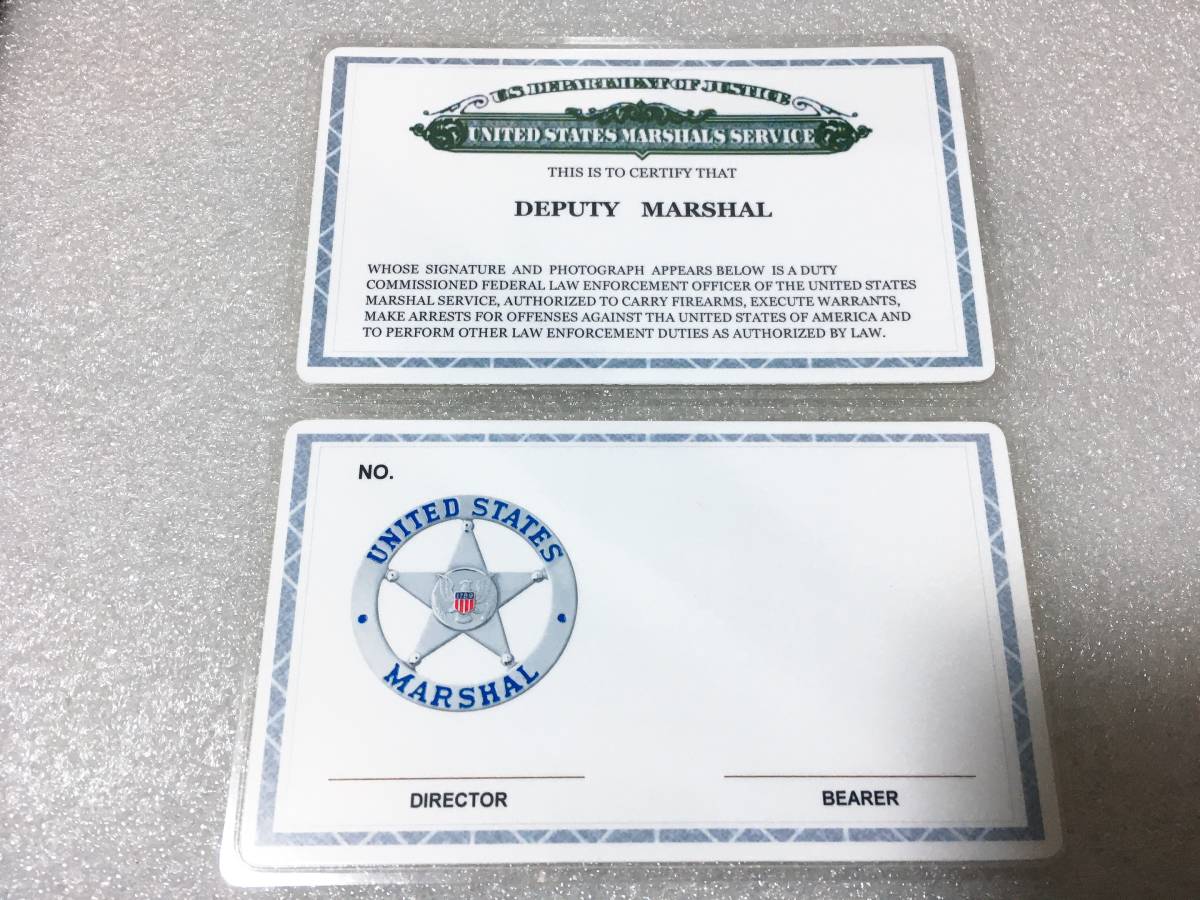 U.S. DEPARTMENT OF JUSTICE
UNITED STATES MARSHALS SERVICE
THIS IS TO CERTIFY THAT
DEPUTY MARSHAL
WHOSE SIGNATURE AND PHOTOGRAPH APPEARS BELOW IS A DUTY
COMMISSIONED FEDERAL LAW ENFORCEMENT OFFICER OF THE UNITED STATES
MARSHAL SERVICE, AUTHORIZED TO CARRY FIREARMS, EXECUTE WARRANTS,
MAKE ARRESTS FOR OFFENSES AGAINST THA UNITED STATES OF AMERICA AND
TO PERFORM OTHER LAW ENFORCEMENT DUTIES AS AUTHORIZED BY LAW.
NO.
UNITED STATES
1789
MARSHAL
DIRECTOR
BEARER